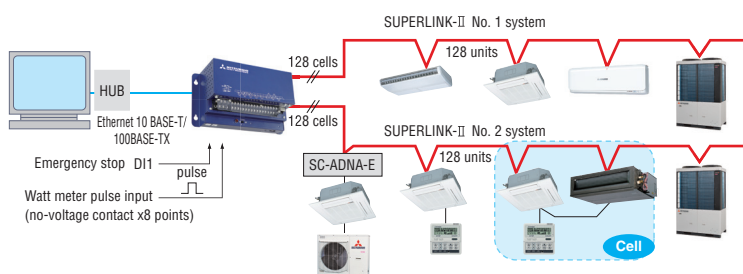 SUPERLINK-II No. 1 system
128 cells
128 units
HUB
Ethernet 10 BASE-T/
100BASE-TX
MITSUBISHI
128 cells
SUPERLINK-II No. 2 system
Emergency stop DI1
pulse
Watt meter pulse input
(no-voltage contact x8 points)
SC-ADNA-E
128 units
Cell